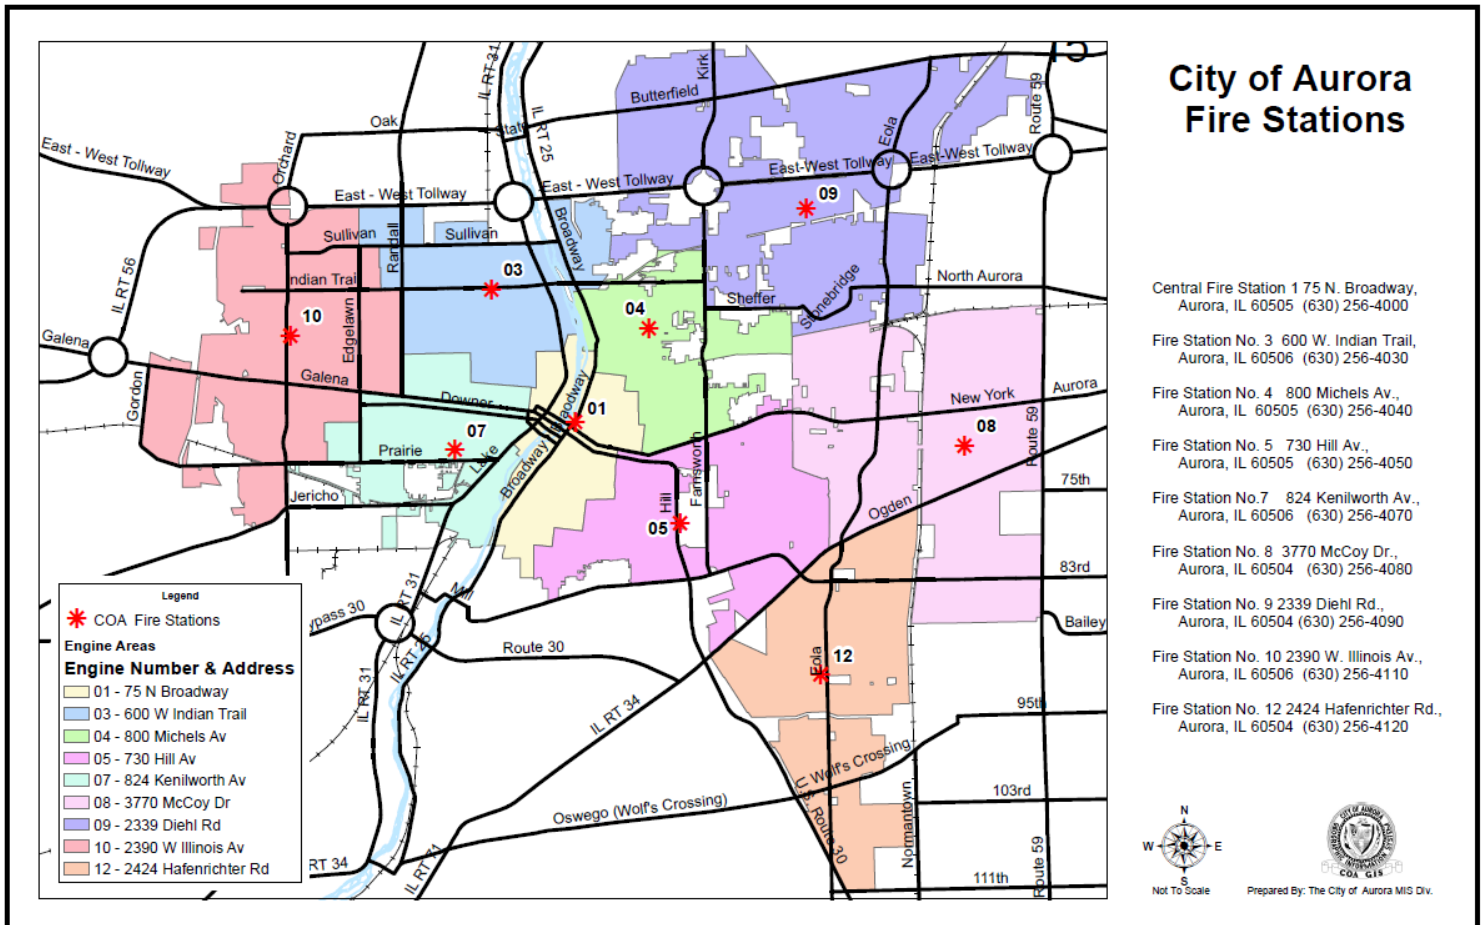 City of Aurora
Fire Stations
Central Fire Station 1 75 N. Broadway,
Aurora, IL 60505 (630) 256-4000
Fire Station No. 3 600 W. Indian Trail,
Aurora, IL 60506 (630) 256-4030
Fire Station No. 4 800 Michels Av.,
Aurora, IL 60505 (630) 256-4040
Fire Station No. 5 730 Hill Av.,
Aurora, IL 60505 (630) 256-4050
Fire Station No.7 824 Kenilworth Av.,
Aurora, IL 60506 (630) 256-4070
Fire Station No. 8 3770 McCoy Dr.,
Aurora, IL 60504 (630) 256-4080
Fire Station No. 9 2339 Diehl Rd.,
Aurora, IL 60504 (630) 256-4090
Fire Station No. 10 2390 W. Illinois Av.,
Aurora, IL 60506 (630) 256-4110
Fire Station No. 12 2424 Hafenrichter Rd.,
Aurora, IL 60504 (630) 256-4120
N
W E
S
Not To Scale
COA GIS
Prepared By: The City of Aurora MIS Div.
IL RT 31
Kirk
15
Route 59
Butterfield
Oak
State
IL RT 25
Eola
Orchard
East - West Tollway
East-West Tollway
East-West Tollway
East - West Tollway
East - West Tollway
09
Broadway
Sullivan
Sullivan
Randall
IL RT 56
Indian Trai
03
North Aurora
Stonebridge
Sheffer
10
04
Edgelawn
Galena
Galena
Gordon
Downer
Broadway
01
New York
Aurora
07
08
Route 59
Prairie
Lake
Broadway
Farnsworth
75th
Jericho
Hill
05
Ogden
83rd
IL RT 31
Mill
ypass 30
Bailey
Route 30
IL RT 25
Eola
12
IL RT 31
IL RT 34
95th
U. Wolf's Crossing
U.S. Route 30
Oswego (Wolf's Crossing)
103rd
Normantown
Route 59
RT 34
IL RT 71
111th
Legend
COA Fire Stations
Engine Areas
Engine Number & Address
01 - 75 N Broadway
03 - 600 W Indian Trail
04 - 800 Michels Av
05 - 730 Hill Av
07 - 824 Kenilworth Av
08 - 3770 McCoy Dr
09 - 2339 Diehl Rd
10 - 2390 W Illinois Av
12 - 2424 Hafenrichter Rd